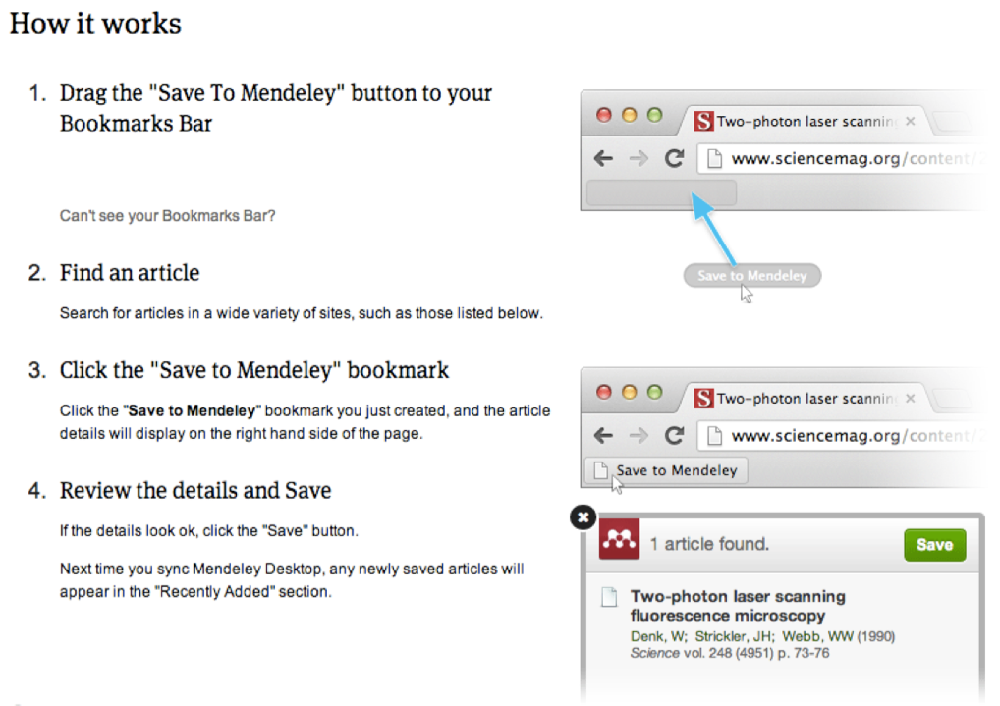 How it works
1. Drag the "Save To Mendeley" button to your
Bookmarks Bar
Can't see your Bookmarks Bar?
2. Find an article
Search for articles in a wide variety of sites, such as those listed below.
3. Click the "Save to Mendeley" bookmark
Click the "Save to Mendeley" bookmark you just created, and the article
details will display on the right hand side of the page.
4. Review the details and Save
If the details look ok, click the "Save" button.
Next time you sync Mendeley Desktop, any newly saved articles will
appear in the "Recently Added" section.
S Two-photon laser scannin
www.sciencemag.org/content/
Save to Mendeley
S Two-photon laser scannin
www.sciencemag.org/content/
Save to Mendeley
1 article found.
Save
Two-photon laser scanning
fluorescence microscopy
Denk, W; Strickler, JH; Webb, WW (1990)
Science vol. 248 (4951) p. 73-76